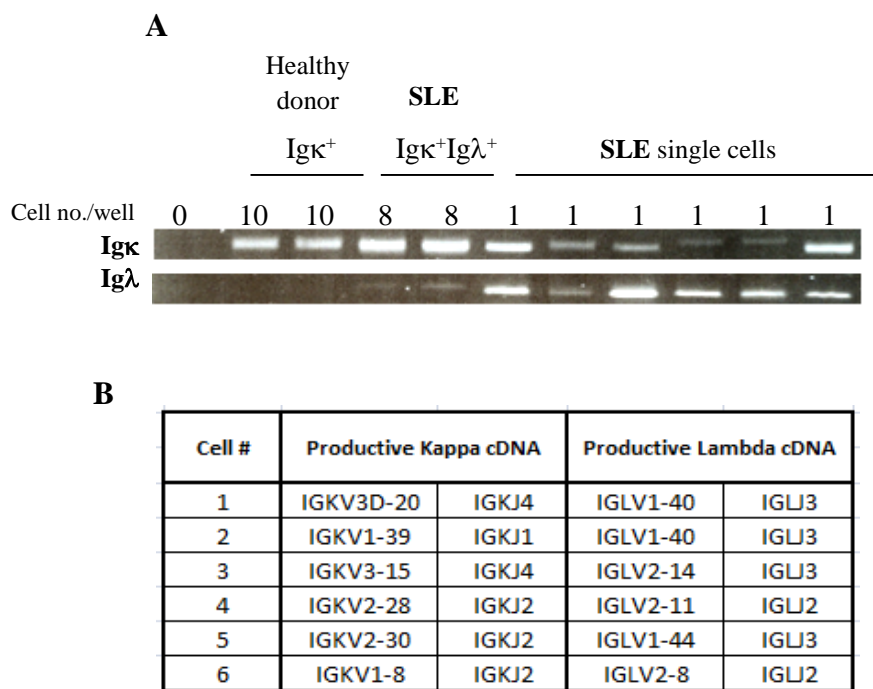 A
Healthy donor
SLE
Igκ⁺
Igκ⁺Igλ⁺
SLE single cells
Cell no./well 0 10 10 8 8 1 1 1 1 1 1
Igκ
Igλ
B
Cell # Productive Kappa cDNA Productive Lambda cDNA
1 IGKV3D-20 IGKJ4 IGLV1-40 IGLJ3
2 IGKV1-39 IGKJ1 IGLV1-40 IGLJ3
3 IGKV3-15 IGKJ4 IGLV2-14 IGLJ3
4 IGKV2-28 IGKJ2 IGLV2-11 IGLJ2
5 IGKV2-30 IGKJ2 IGLV1-44 IGLJ3
6 IGKV1-8 IGKJ2 IGLV2-8 IGLJ2